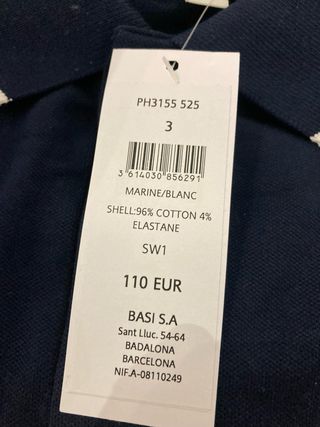 PH3155 525
3
3 614030 856291
MARINE/BLANC
SHELL:96% COTTON 4%
ELASTANE
SW1
110 EUR
BASI S.A
Sant Lluc. 54-64
BADALONA
BARCELONA
NIF.A-08110249